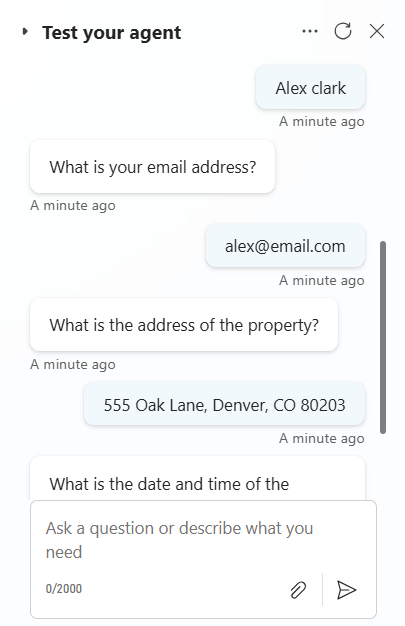 Test your agent
Alex clark
A minute ago
What is your email address?
A minute ago
alex@email.com
A minute ago
What is the address of the property?
A minute ago
555 Oak Lane, Denver, CO 80203
A minute ago
What is the date and time of the
Ask a question or describe what you
need
0/2000